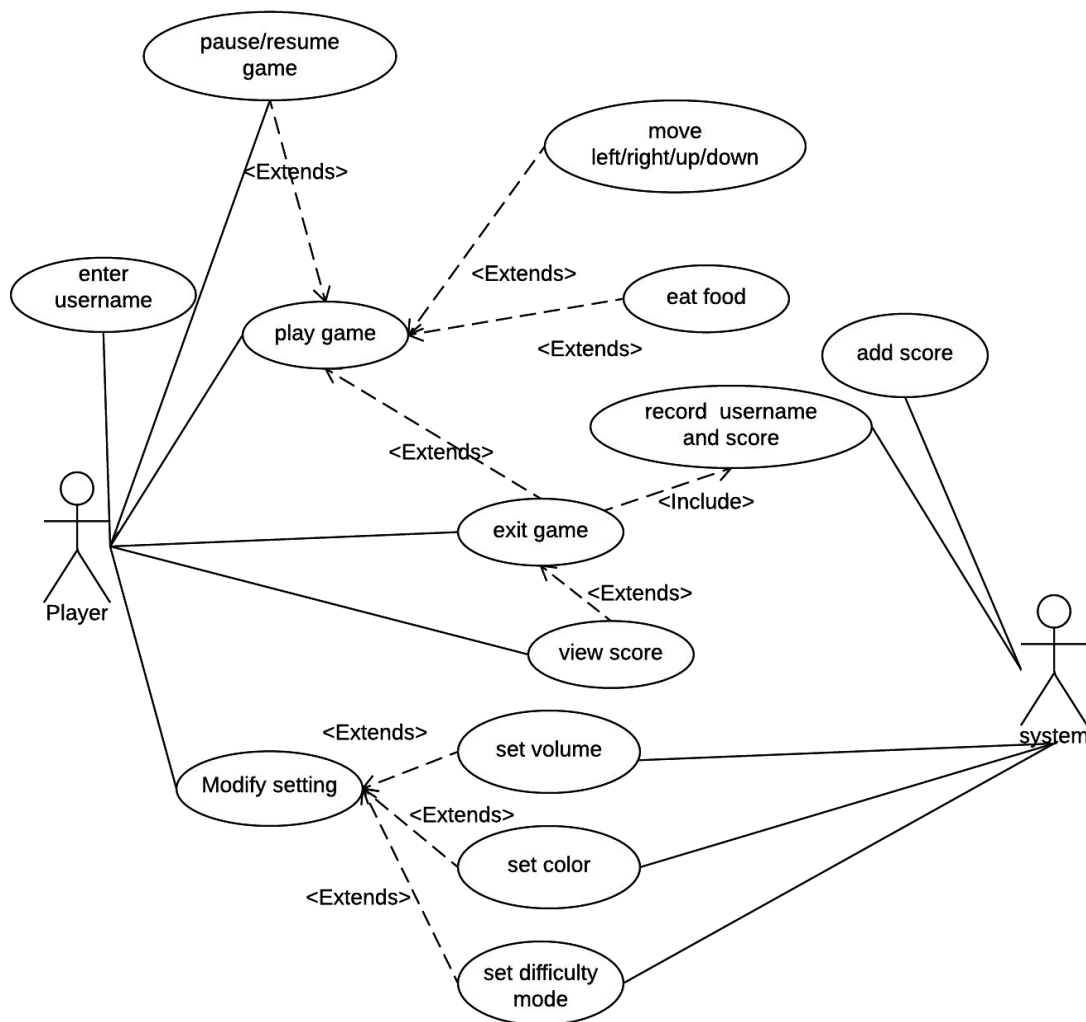 pause/resume
game
move
left/right/up/down
<Extends>
enter
username
<Extends>
eat food
play game
<Extends>
add score
record username
and score
<Extends>
<Include>
exit game
Player
<Extends>
view score
<Extends>
set volume
system
Modify setting
<Extends>
set color
<Extends>
set difficulty
mode